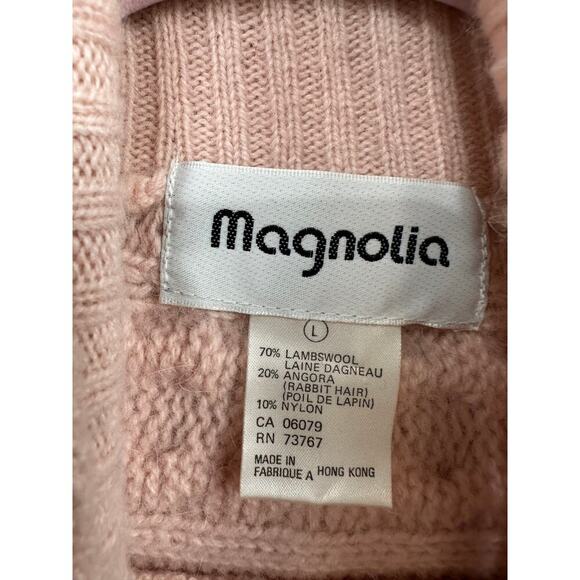 magnolia
L
70% LAMBSWOOL
LAINE DAGNEAU
20% ANGORA
(RABBIT HAIR)
(POIL DE LAPIN)
10% NYLON
CA 06079
RN 73767
MADE IN
FABRIQUE A HONG KONG